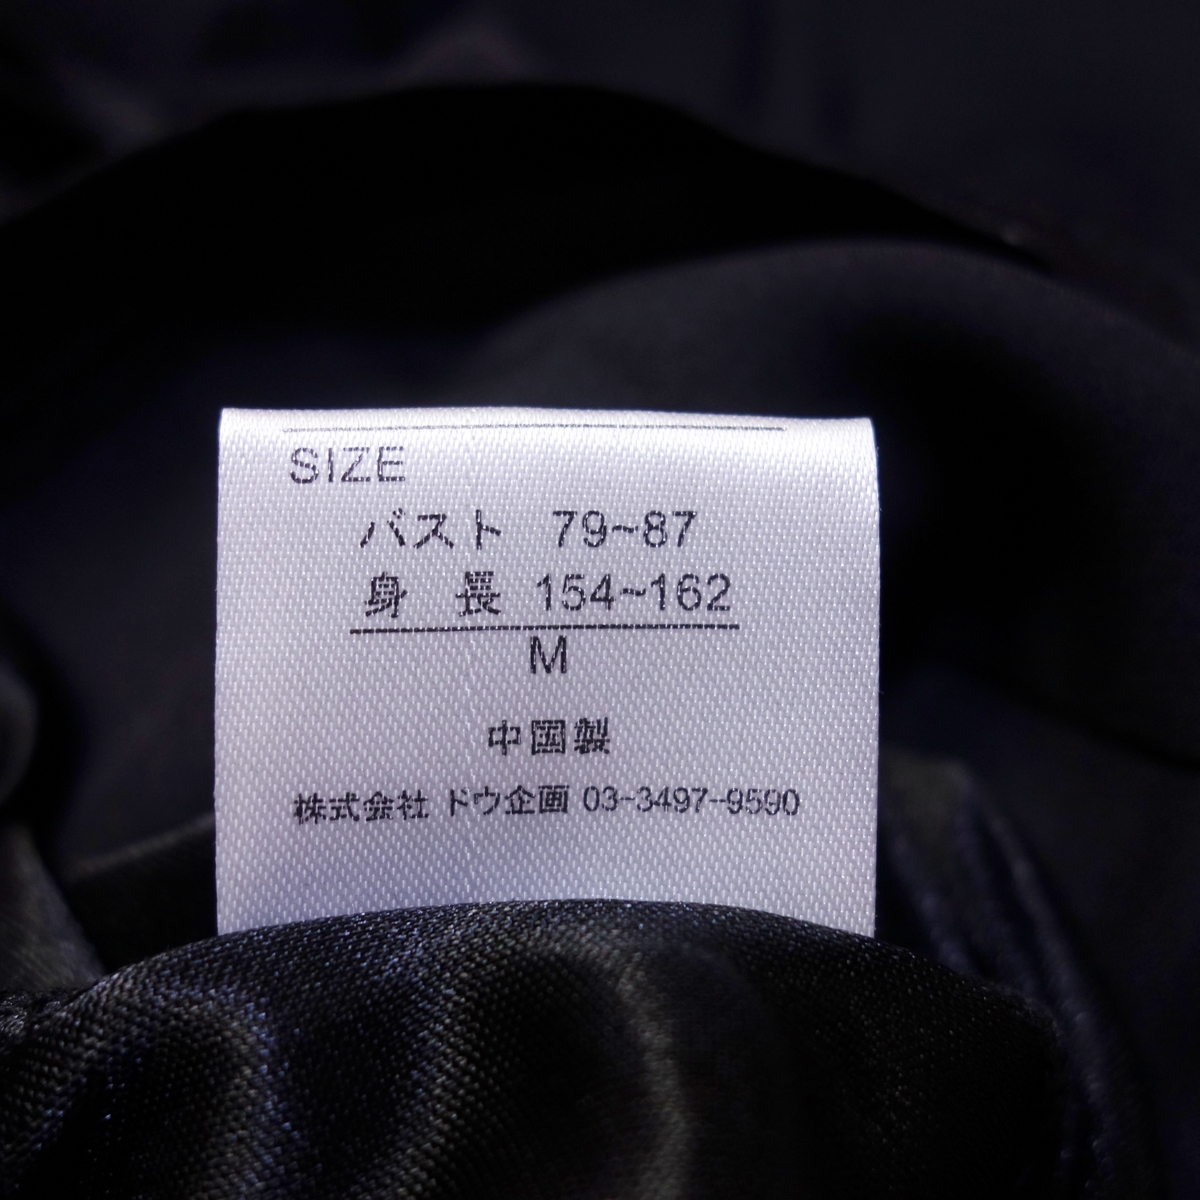 SIZE
バスト 79~87
身 長 154~162
M
中国製
株式会社 ドウ企画 03-3497-9590